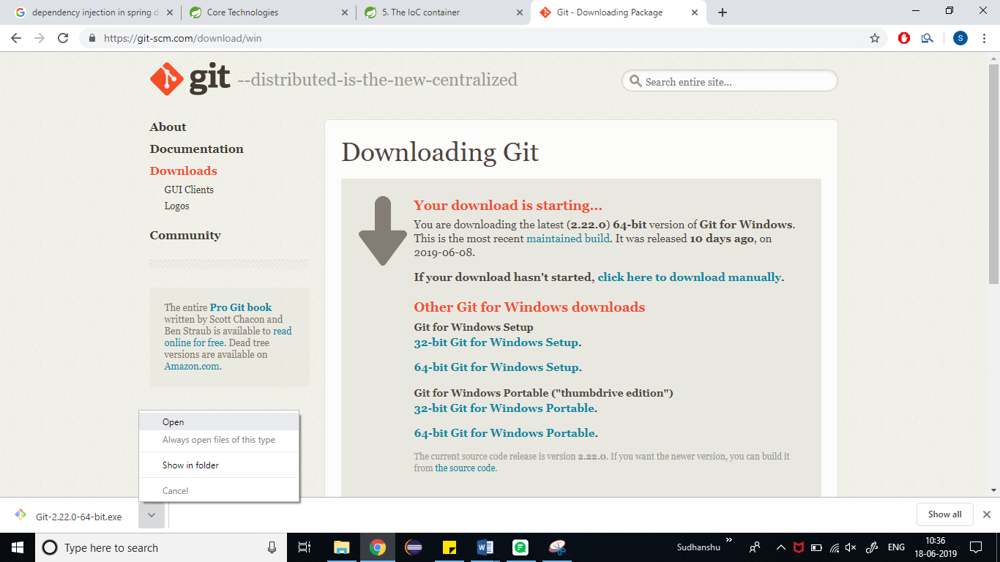 dependency injection in spring d
Core Technologies
5. The IoC container
Git - Downloading Package
https://git-scm.com/download/win
S
git --distributed-is-the-new-centralized
Search entire site...
About
Documentation
Downloads
GUI Clients
Logos
Community
The entire Pro Git book
written by Scott Chacon and
Ben Straub is available to read
online for free. Dead tree
versions are available on
Amazon.com.
Downloading Git
Your download is starting...
You are downloading the latest (2.22.0) 64-bit version of Git for Windows.
This is the most recent maintained build. It was released 10 days ago, on
2019-06-08.
If your download hasn't started, click here to download manually.
Other Git for Windows downloads
Git for Windows Setup
32-bit Git for Windows Setup.
64-bit Git for Windows Setup.
Git for Windows Portable ("thumbdrive edition")
32-bit Git for Windows Portable.
64-bit Git for Windows Portable.
The current source code release is version 2.22.0. If you want the newer version, you can build it
from the source code.
Open
Always open files of this type
Show in folder
Cancel
Git-2.22.0-64-bit.exe
Show all
Type here to search
Sudhanshu
ENG
10:36
18-06-2019